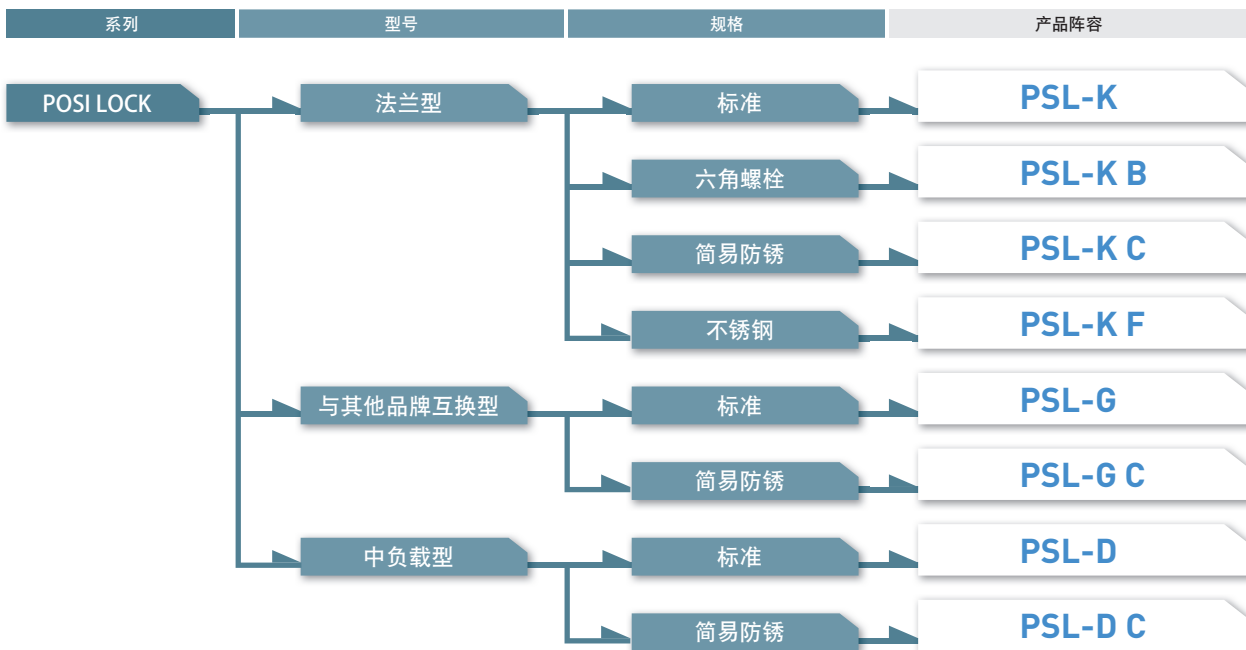 系列 型号 规格 产品阵容
POSI LOCK 法兰型 标准 PSL-K
六角螺栓 PSL-K B
简易防锈 PSL-K C
不锈钢 PSL-K F
与其他品牌互换型 标准 PSL-G
简易防锈 PSL-G C
中负载型 标准 PSL-D
简易防锈 PSL-D C